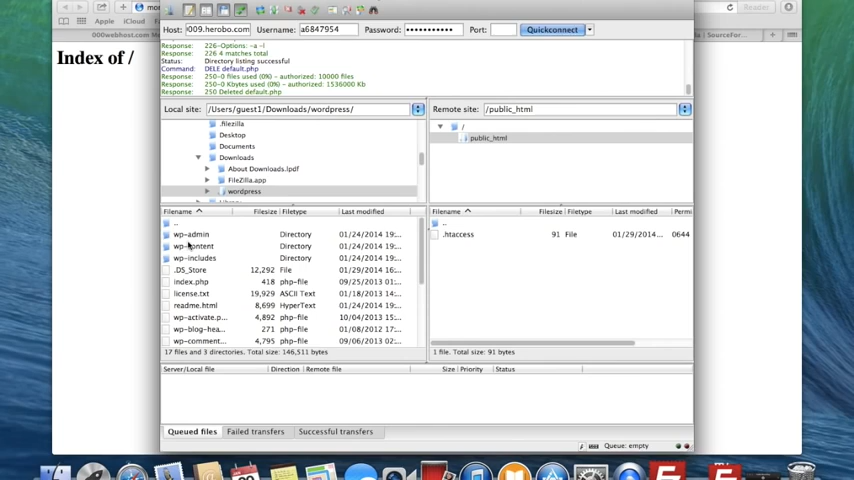 Reader
Apple
iCloud
000webhost.com
SourceFor...
Index of /
Host:
009.herobo.com
Username:
a6847954
Password:
Port:
Quickconnect
Response: 226-Options: -a -l
Response: 226 4 matches total
Status: Directory listing successful
Command: DELE default.php
Response: 250-0 files used (0%) - authorized: 10000 files
Response: 250-0 Kbytes used (0%) - authorized: 1536000 Kb
Response: 250 Deleted default.php
Local site: /Users/guest1/Downloads/wordpress/
Remote site: /public_html
.filezilla
Desktop
Documents
Downloads
About Downloads.lpdf
FileZilla.app
wordpress
/
public_html
Filename Filesize Filetype Last modified
..
wp-admin Directory 01/24/2014 19:...
wp-content Directory 01/24/2014 19:...
wp-includes Directory 01/24/2014 19:...
.DS_Store 12,292 File 01/29/2014 16:...
index.php 418 php-file 09/25/2013 01:...
license.txt 19,929 ASCII Text 01/18/2013 14:...
readme.html 8,699 HyperText 01/24/2014 19:...
wp-activate.p... 4,892 php-file 10/04/2013 15:...
wp-blog-hea... 271 php-file 01/08/2012 17:...
wp-comment... 4,795 php-file 09/06/2013 02:...
17 files and 3 directories. Total size: 146,511 bytes
Filename Filesize Filetype Last modified Permi
..
.htaccess 91 File 01/29/2014... 0644
1 file. Total size: 91 bytes
Server/Local file Direction Remote file Size Priority Status
Queued files Failed transfers Successful transfers
Queue: empty